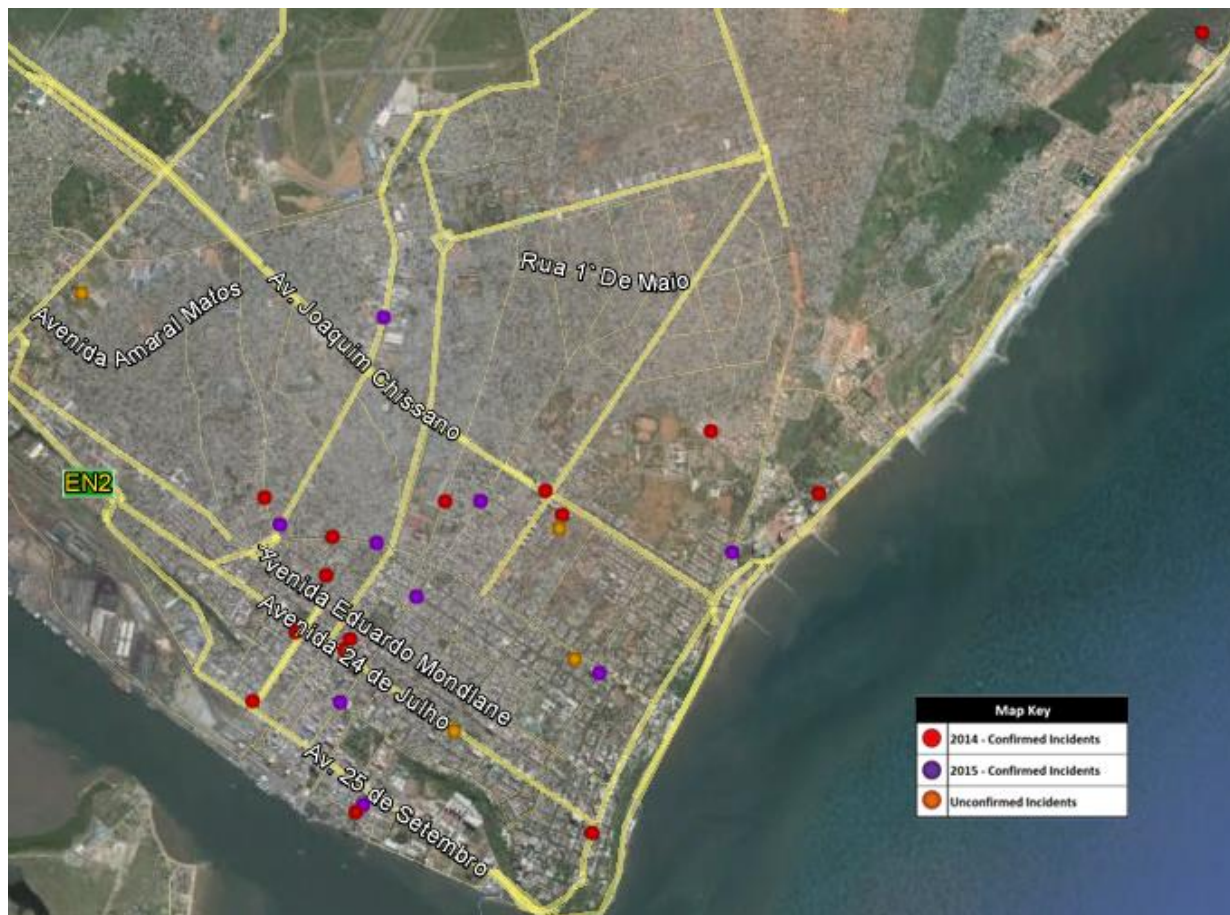 Rua 1° De Maio
Avenida Amaral Matos
Av. Joaquim Chissano
EN2
Avenida Eduardo Mondlane
Avenida 24 de Julho
Av. 25 de Setembro
Map Key
2014 - Confirmed Incidents
2015 - Confirmed Incidents
Unconfirmed Incidents